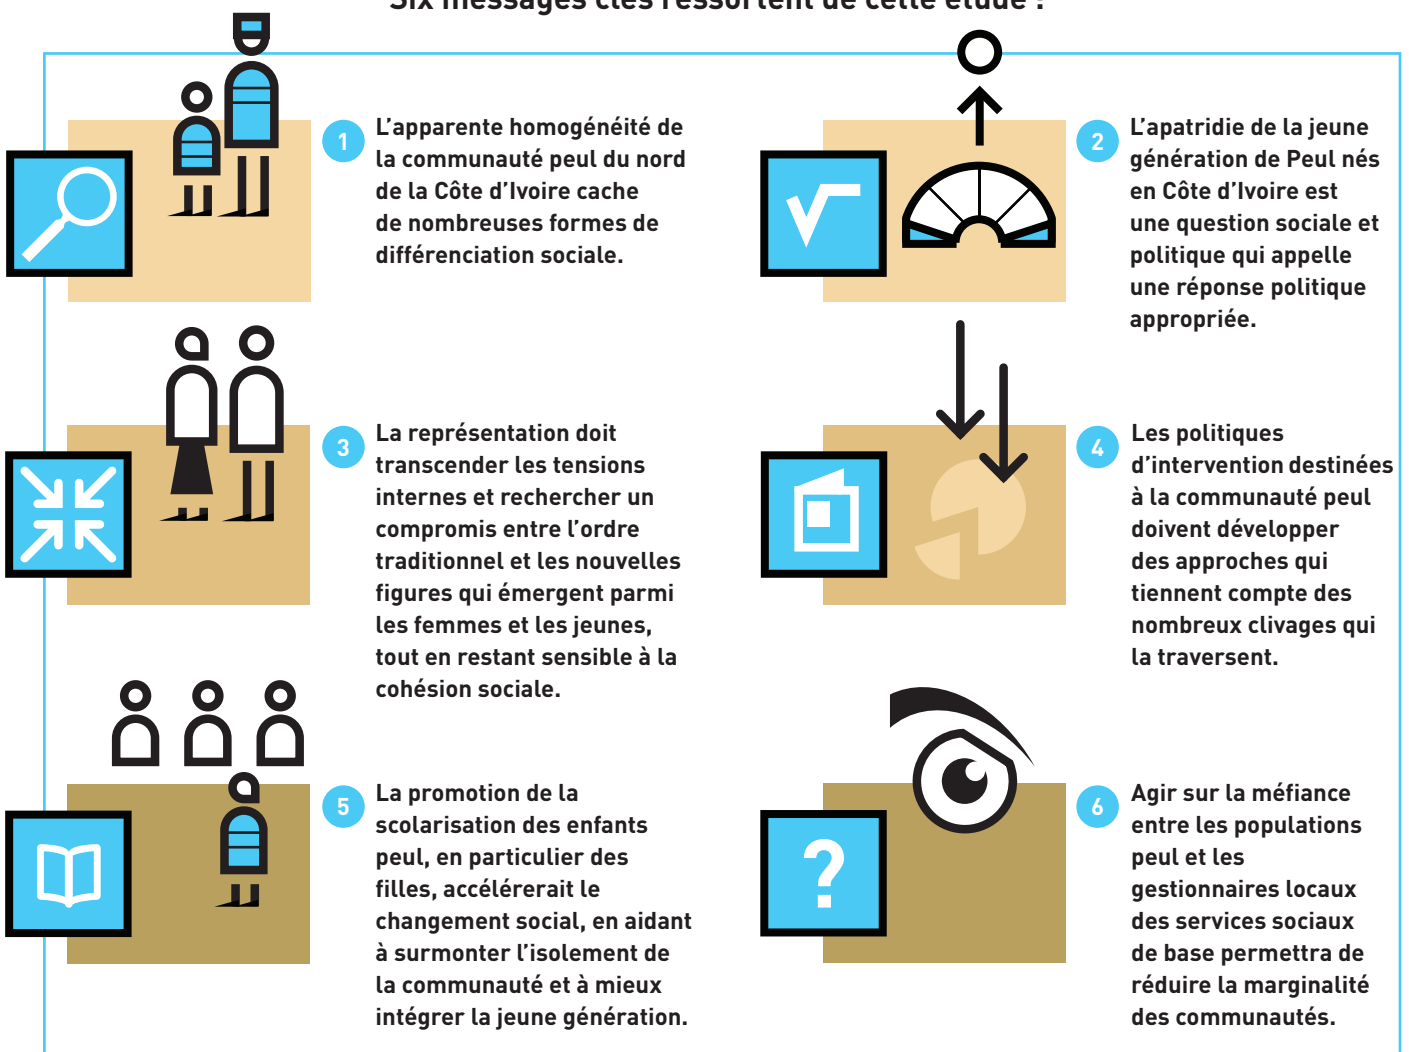 Six messages clés ressortent de cette étude :
1
L'apparente homogénéité de
la communauté peul du nord
de la Côte d'Ivoire cache
de nombreuses formes de
différenciation sociale.
2
L'apatridie de la jeune
génération de Peul nés
en Côte d'Ivoire est
une question sociale et
politique qui appelle
une réponse politique
appropriée.
3
La représentation doit
transcender les tensions
internes et rechercher un
compromis entre l'ordre
traditionnel et les nouvelles
figures qui émergent parmi
les femmes et les jeunes,
tout en restant sensible à la
cohésion sociale.
4
Les politiques
d'intervention destinées
à la communauté peul
doivent développer
des approches qui
tiennent compte des
nombreux clivages qui
la traversent.
5
La promotion de la
scolarisation des enfants
peul, en particulier des
filles, accélérerait le
changement social, en aidant
à surmonter l'isolement de
la communauté et à mieux
intégrer la jeune génération.
?
6
Agir sur la méfiance
entre les populations
peul et les
gestionnaires locaux
des services sociaux
de base permettra de
réduire la marginalité
des communautés.